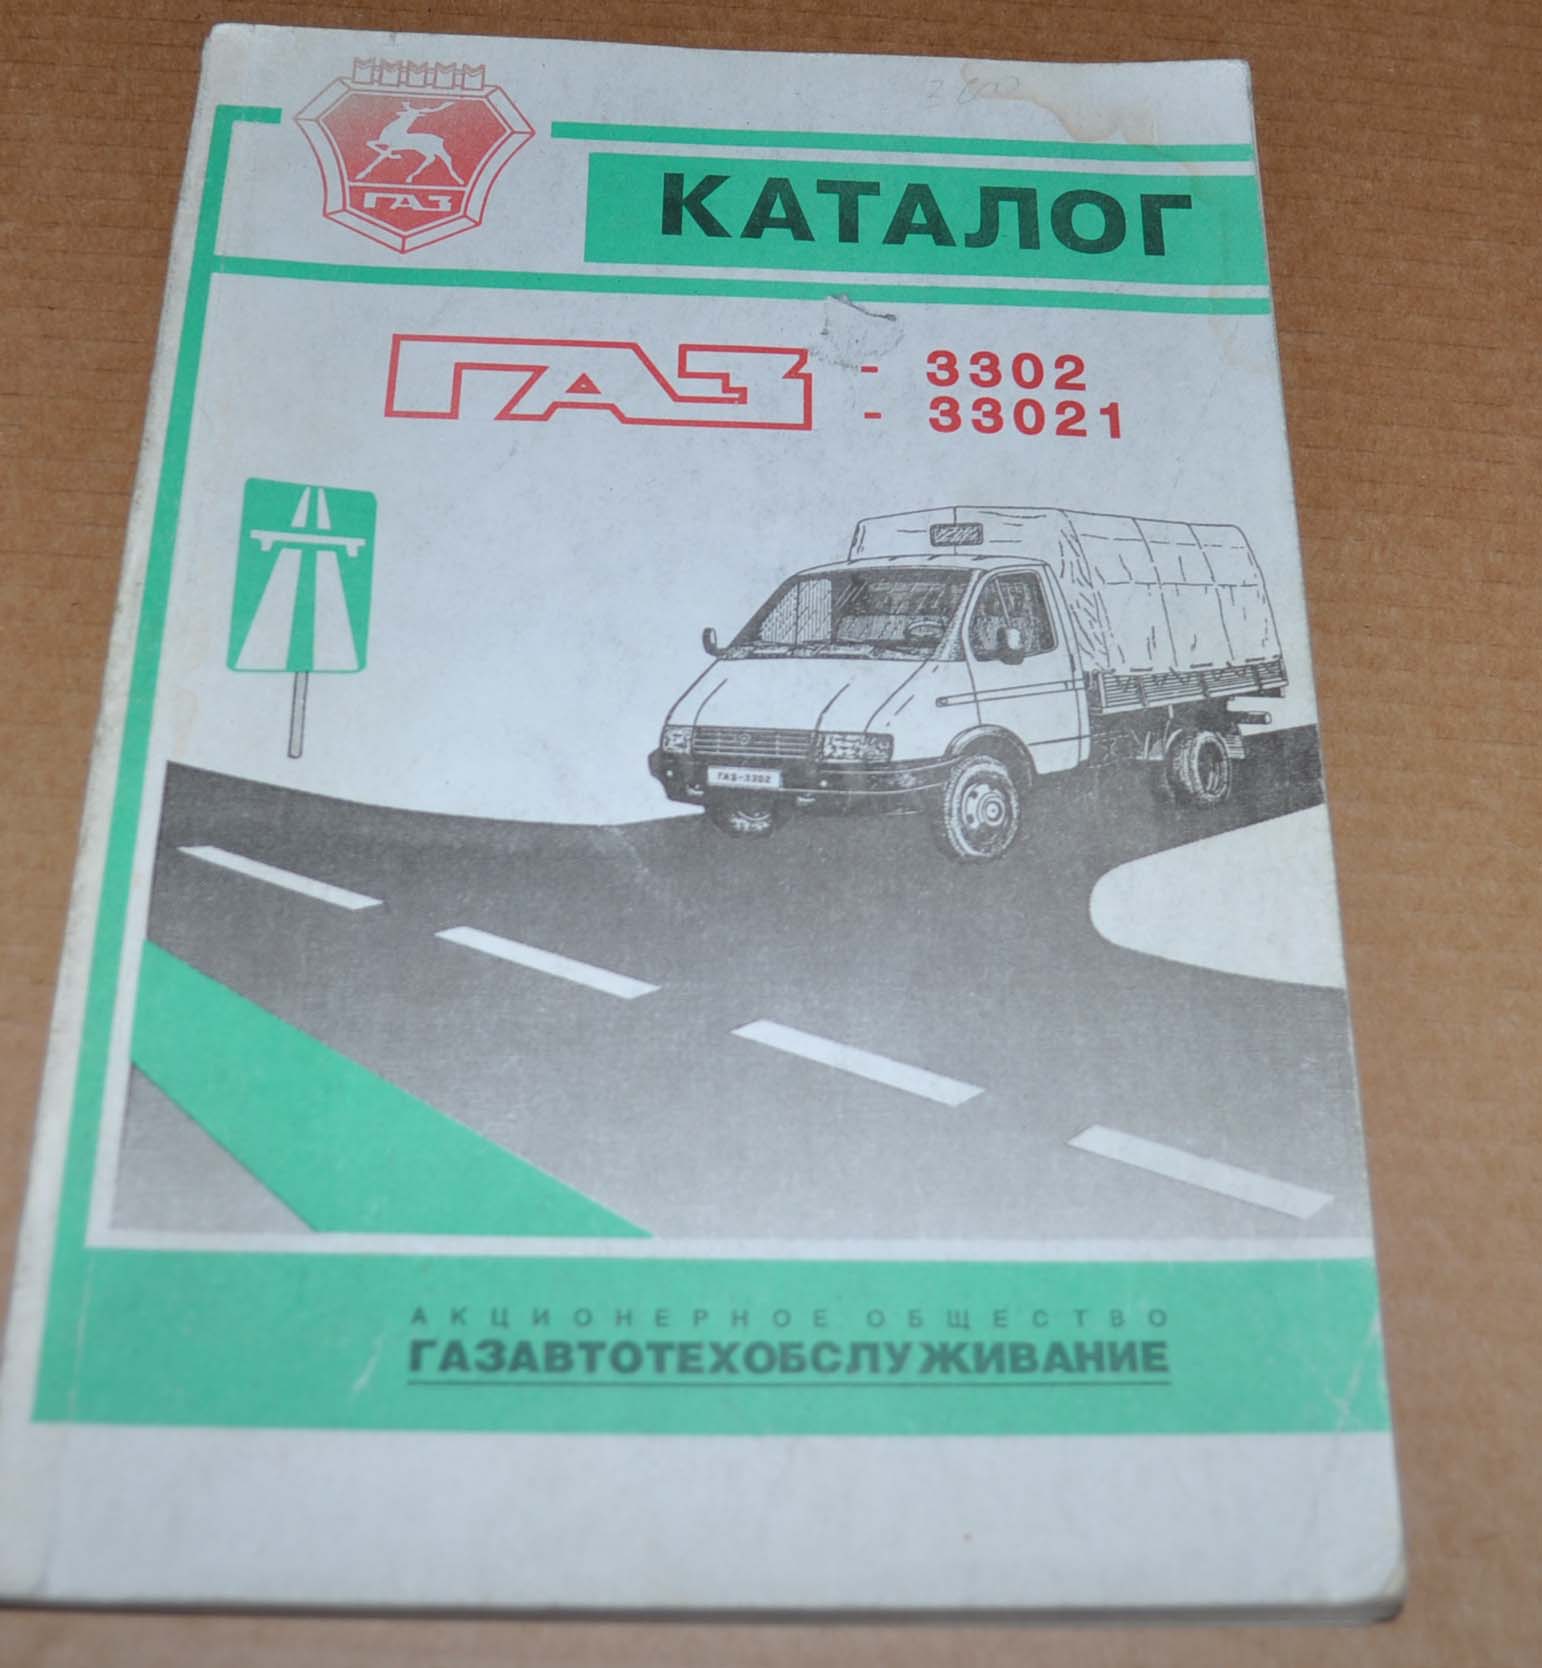 ГАЗ
КАТАЛОГ
ГАЗ - 3302
- 33021
ГАЗ-3302
АКЦИОНЕРНОЕ ОБЩЕСТВО
ГАЗАВТОТЕХОБСЛУЖИВАНИЕ